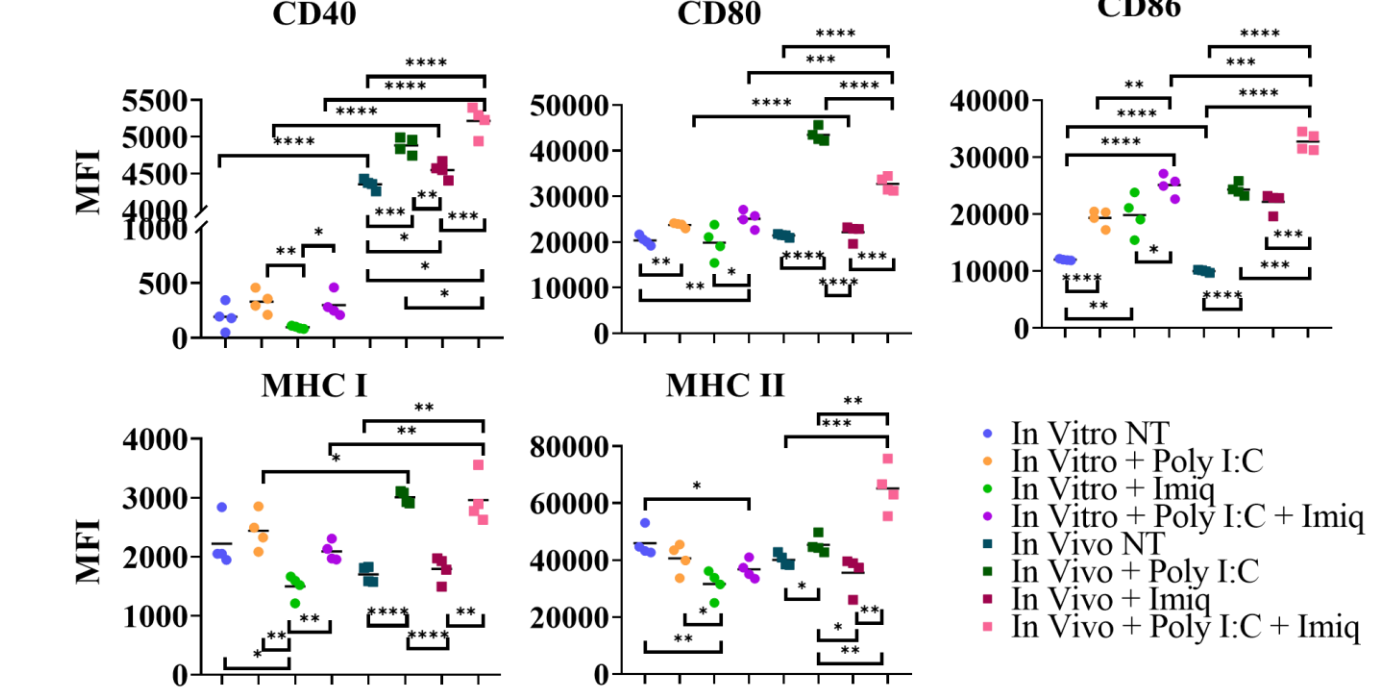 CD40
CD80
CD86
MFI
5500
5000
4500
4000
1000
500
0
**** **** **** **** *** ** *** * * * ** *
50000
40000
30000
20000
10000
0
**** *** **** **** ** ** * **** **** ***
40000
30000
20000
10000
0
**** *** **** ** **** **** **** ** * **** *** ***
MHC I
MHC II
MFI
4000
3000
2000
1000
0
** ** * * ** ** **** **** **
80000
60000
40000
20000
0
** *** * * ** * * ** **
In Vitro NT
In Vitro + Poly I:C
In Vitro + Imiq
In Vitro + Poly I:C + Imiq
In Vivo NT
In Vivo + Poly I:C
In Vivo + Imiq
In Vivo + Poly I:C + Imiq